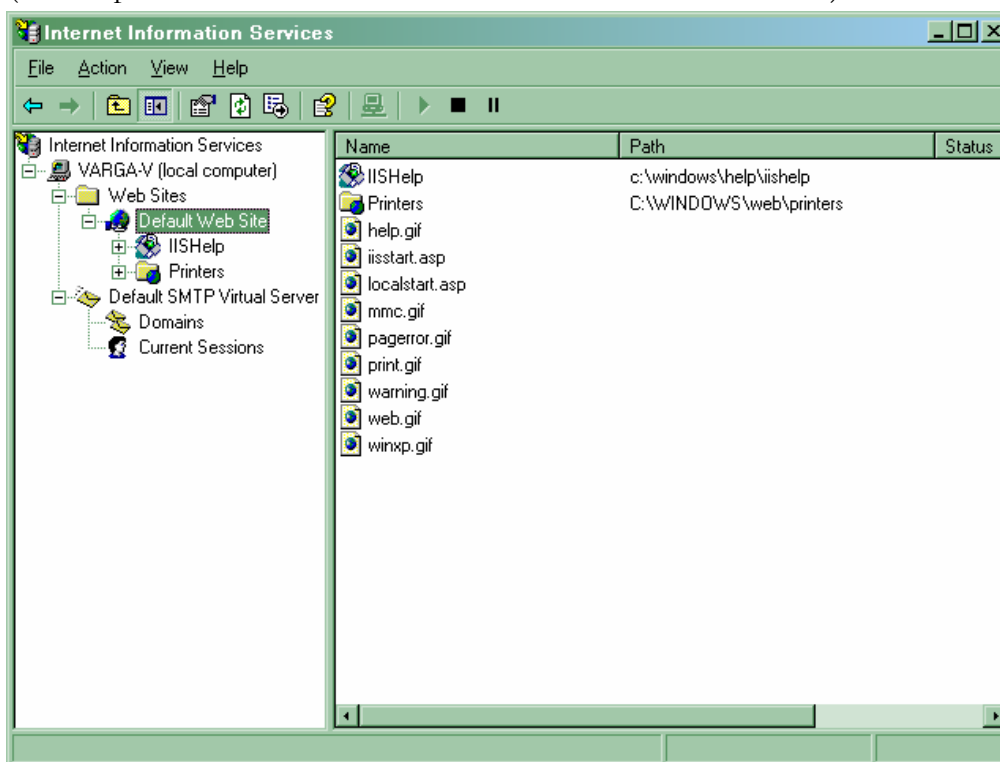 Internet Information Services
File Action View Help
Internet Information Services
VARGA-V (local computer)
Web Sites
Default Web Site
IISHelp
Printers
Default SMTP Virtual Server
Domains
Current Sessions
Name Path Status
IISHelp c:\windows\help\iishelp
Printers C:\WINDOWS\web\printers
help.gif
iisstart.asp
localstart.asp
mmc.gif
pagerror.gif
print.gif
warning.gif
web.gif
winxp.gif